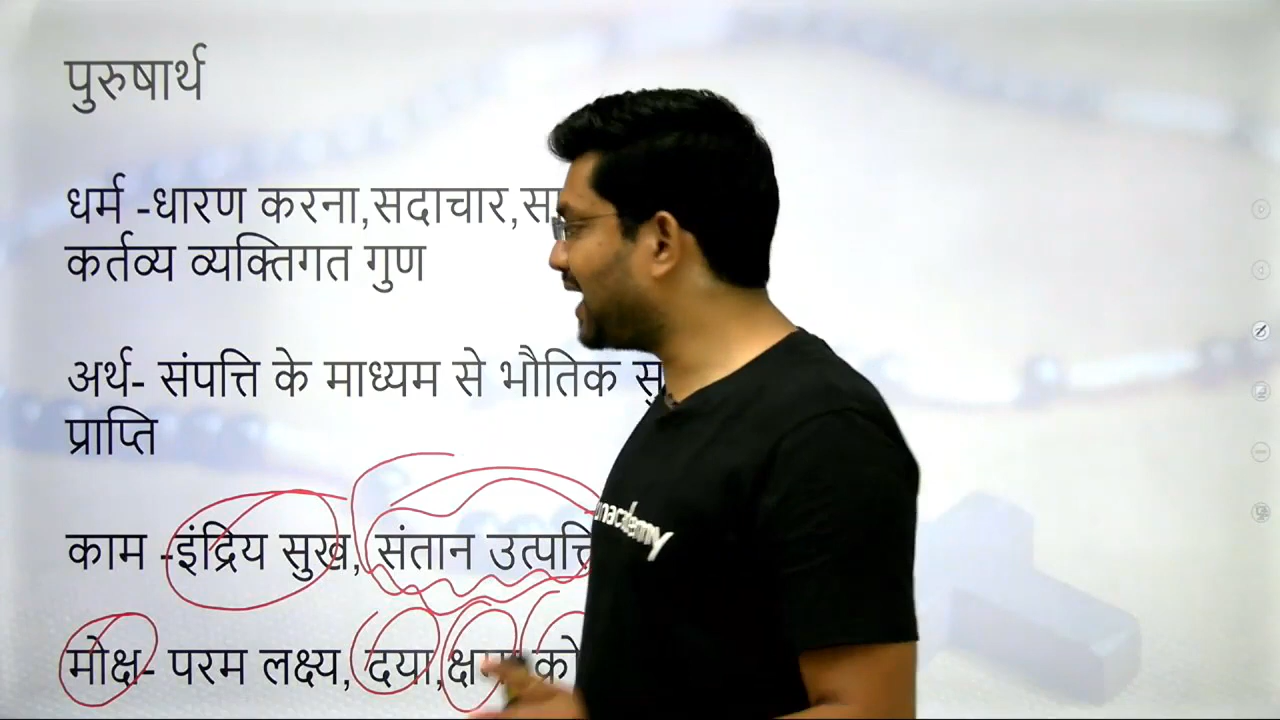 पुरुषार्थ
धर्म -धारण करना,सदाचार,
कर्तव्य व्यक्तिगत गुण
अर्थ- संपत्ति के माध्यम से भौतिक
प्राप्ति
काम -इंद्रिय सुख, संतान उत्पत्ति
मोक्ष- परम लक्ष्य, दया,
unacademy